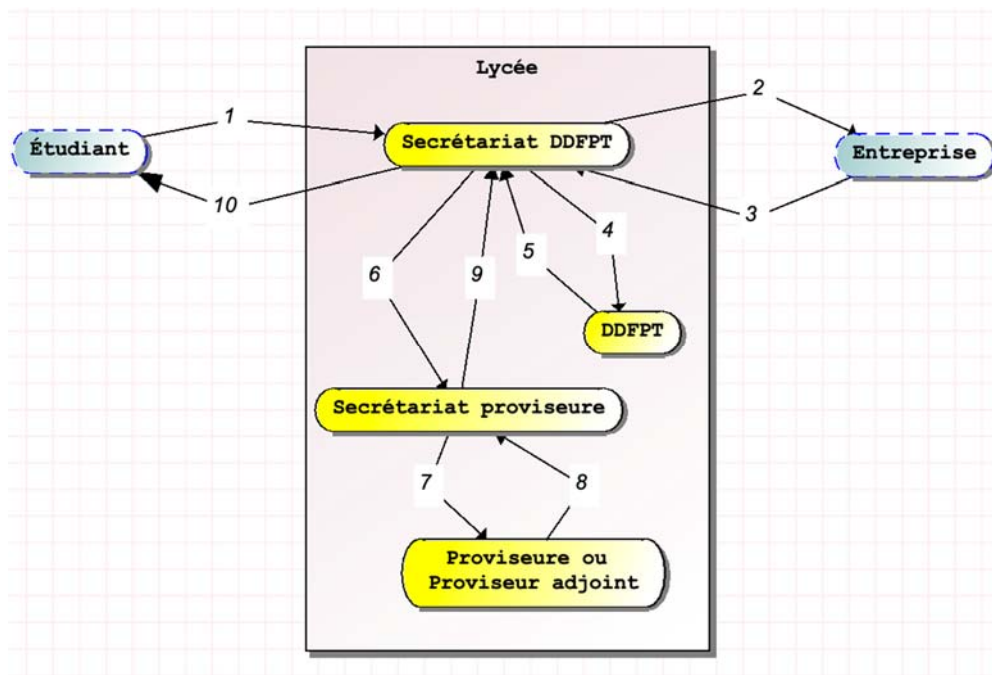 Lycée
1
2
Étudiant
Secrétariat DDFPT
Entreprise
10
3
6
9
5
4
DDFPT
Secrétariat proviseure
7
8
Proviseure ou
Proviseur adjoint